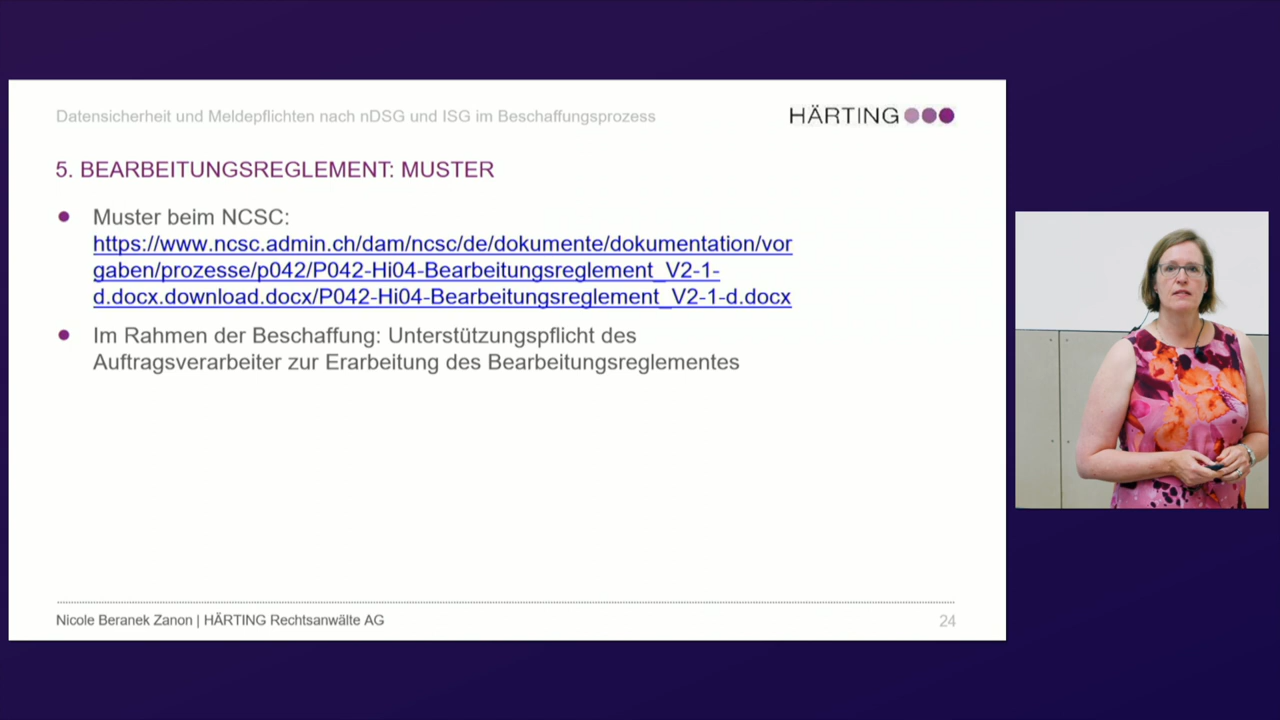 Datensicherheit und Meldepflichten nach nDSG und ISG im Beschaffungsprozess
HÄRTING
5. BEARBEITUNGSREGLEMENT: MUSTER
Muster beim NCSC:
https://www.ncsc.admin.ch/dam/ncsc/de/dokumente/dokumentation/vor
gaben/prozesse/p042/P042-Hi04-Bearbeitungsreglement_V2-1-
d.docx.download.docx/P042-Hi04-Bearbeitungsreglement_V2-1-d.docx
Im Rahmen der Beschaffung: Unterstützungspflicht des
Auftragsverarbeiter zur Erarbeitung des Bearbeitungsreglementes
Nicole Beranek Zanon | HÄRTING Rechtsanwälte AG
24